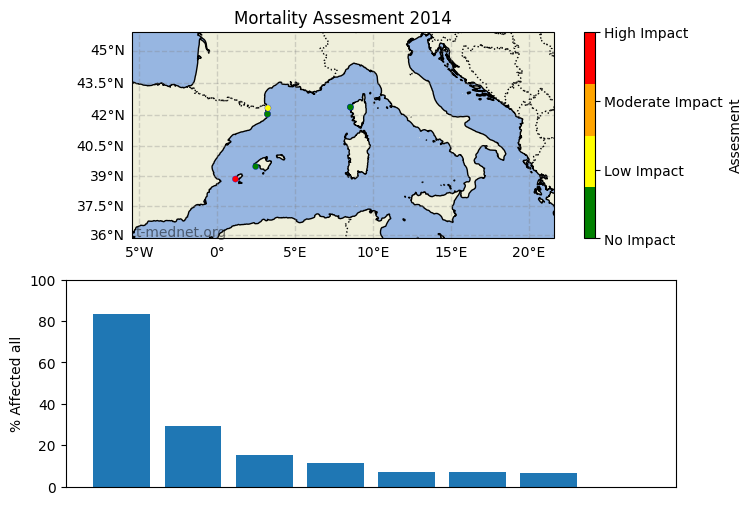 Mortality Assesment 2014
45°N
43.5°N
42°N
40.5°N
39°N
37.5°N
36°N
t-mednet.org
5°W
0°
5°E
10°E
15°E
20°E
High Impact
Moderate Impact
Low Impact
No Impact
Assesment
100
80
60
40
20
0
% Affected all